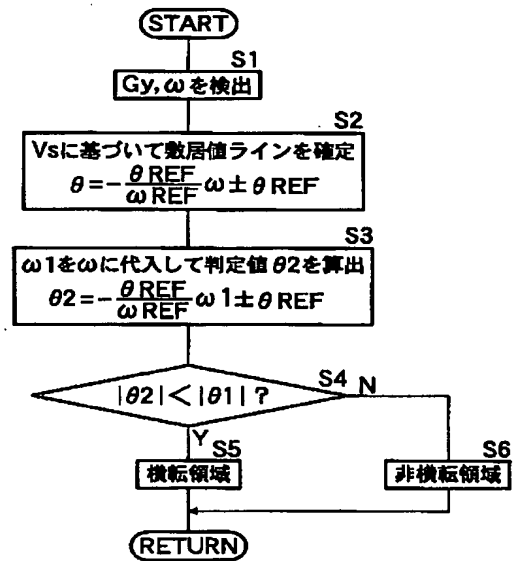 START
S1
Gy, ωを検出
S2
Vsに基づいて敷居値ラインを確定
θ=-θREF/ωREF ω±θREF
S3
ω1をωに代入して判定値θ2を算出
θ2=-θREF/ωREF ω1±θREF
S4
|θ2|<|θ1|?
N
Y
S5
横転領域
S6
非横転領域
RETURN